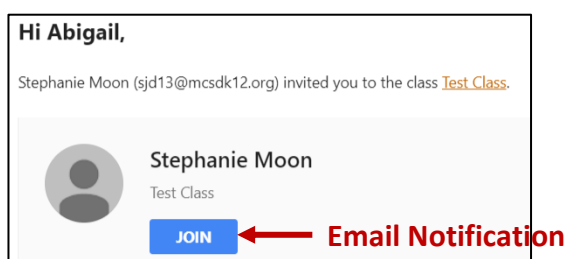 Hi Abigail,
Stephanie Moon (sjd13@mcsdk12.org) invited you to the class Test Class.
Stephanie Moon
Test Class
JOIN
Email Notification